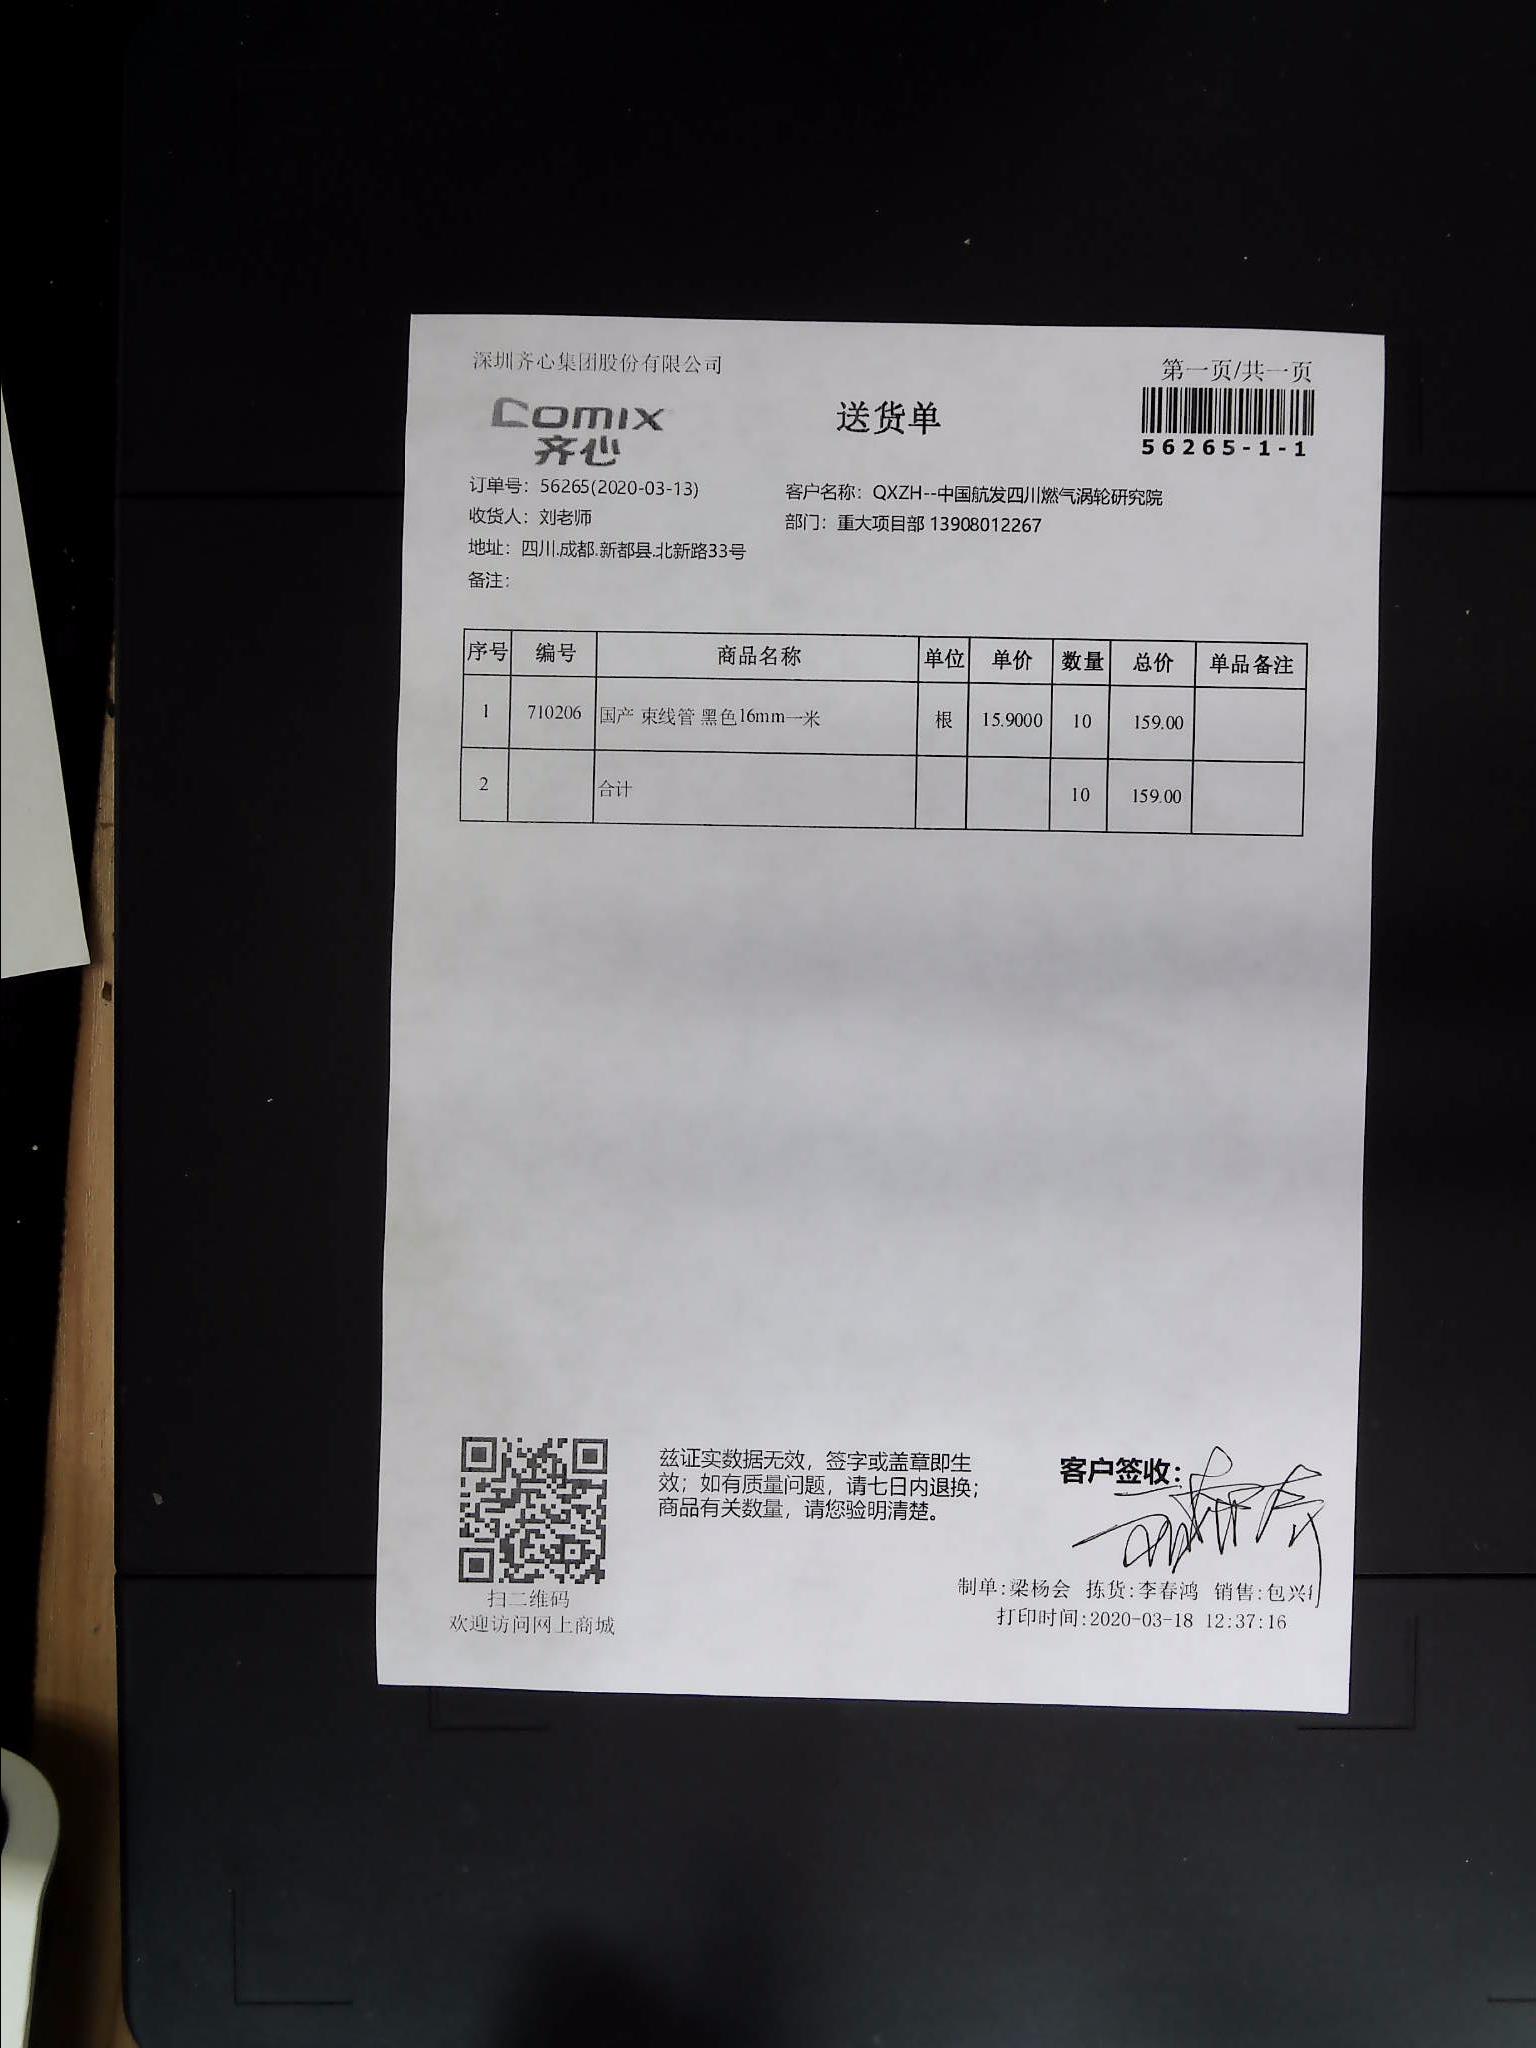 深圳齐心集团股份有限公司
第一页/共一页
comix
齐心
送货单
56265-1-1
订单号：56265(2020-03-13)
客户名称：QXZH--中国航发四川燃气涡轮研究院
收货人：刘老师
部门：重大项目部 13908012267
地址：四川.成都.新都县.北新路33号
备注：
序号 编号 商品名称 单位 单价 数量 总价 单品备注
1 710206 国产 束线管 黑色16mm一米 根 15.9000 10 159.00
2 合计 10 159.00
兹证实数据无效，签字或盖章即生
效；如有质量问题，请七日内退换；
商品有关数量，请您验明清楚。
客户签收：
扫二维码
欢迎访问网上商城
制单:梁杨会 拣货:李春鸿 销售:包兴
打印时间:2020-03-18 12:37:16